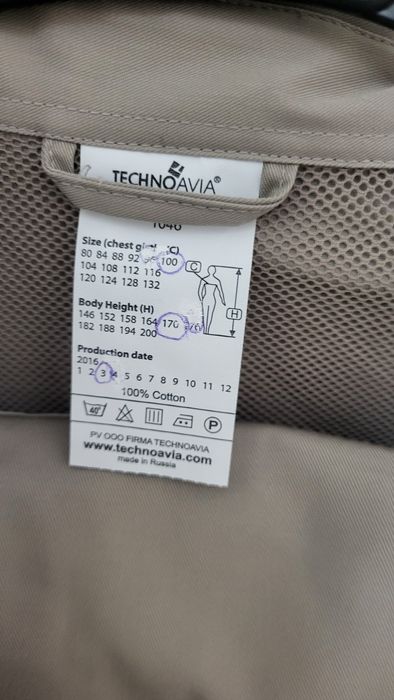 TECHNOAVIA®
1046
Size (chest C)
80 84 88 92 96 100
104 108 112 116
120 124 128 132
C
Body Height (H)
146 152 158 164 170 176
182 188 194 200
H
Production date
2016
1 2 3 4 5 6 7 8 9 10 11 12
100% Cotton
40° P
PV OOO FIRMA TECHNOAVIA
www.technoavia.com
made in Russia